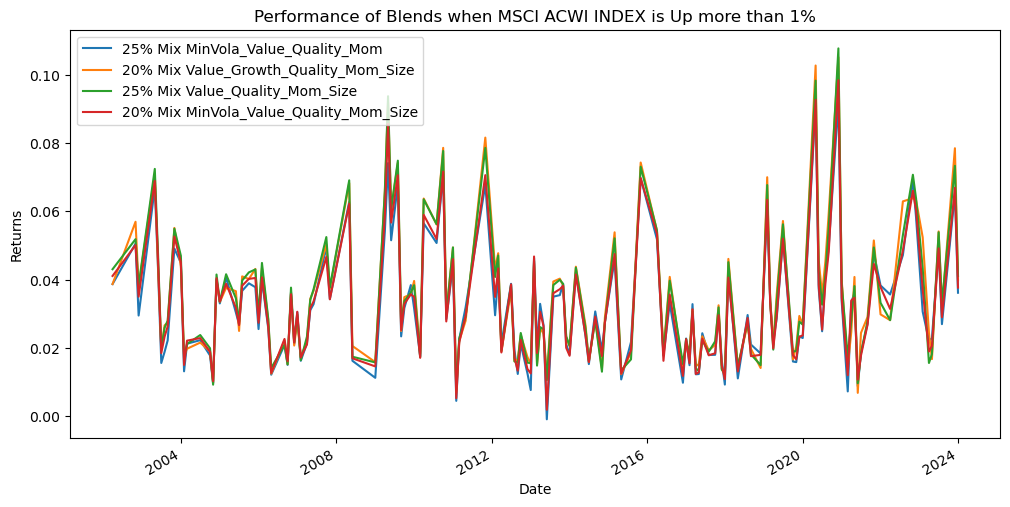 Performance of Blends when MSCI ACWI INDEX is Up more than 1%
25% Mix MinVola_Value_Quality_Mom
20% Mix Value_Growth_Quality_Mom_Size
25% Mix Value_Quality_Mom_Size
20% Mix MinVola_Value_Quality_Mom_Size
Returns
0.10
0.08
0.06
0.04
0.02
0.00
2004
2008
2012
2016
2020
2024
Date